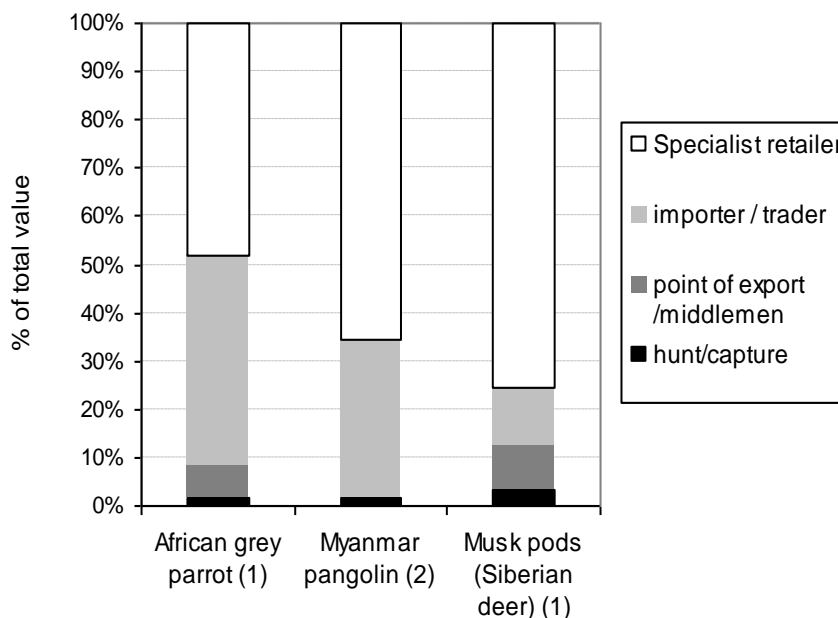 100%
90%
80%
70%
60%
50%
40%
30%
20%
10%
0%
% of total value
African grey
parrot (1)
Myanmar
pangolin (2)
Musk pods
(Siberian
deer) (1)
Specialist retailer
importer / trader
point of export
/middlemen
hunt/capture